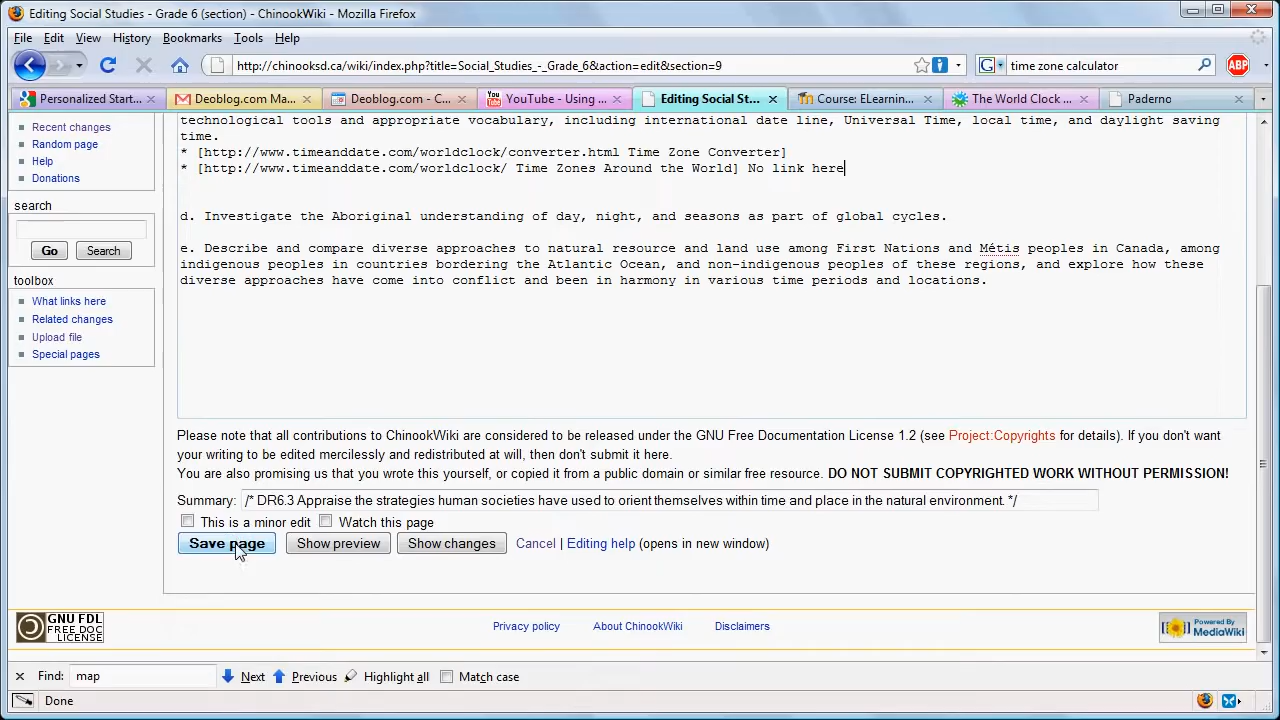 Editing Social Studies - Grade 6 (section) - ChinookWiki - Mozilla Firefox
File Edit View History Bookmarks Tools Help
http://chinooksd.ca/wiki/index.php?title=Social_Studies_-_Grade_6&action=edit&section=9
time zone calculator
ABP
Personalized Start...
Deoblog.com Ma...
Deoblog.com - C...
YouTube - Using ...
Editing Social St...
Course: ELearnin...
The World Clock ...
Paderno
Recent changes
Random page
Help
Donations
search
Go Search
toolbox
What links here
Related changes
Upload file
Special pages
technological tools and appropriate vocabulary, including international date line, Universal Time, local time, and daylight saving
time.
* [http://www.timeanddate.com/worldclock/converter.html Time Zone Converter]
* [http://www.timeanddate.com/worldclock/ Time Zones Around the World] No link here
d. Investigate the Aboriginal understanding of day, night, and seasons as part of global cycles.
e. Describe and compare diverse approaches to natural resource and land use among First Nations and Métis peoples in Canada, among
indigenous peoples in countries bordering the Atlantic Ocean, and non-indigenous peoples of these regions, and explore how these
diverse approaches have come into conflict and been in harmony in various time periods and locations.
Please note that all contributions to ChinookWiki are considered to be released under the GNU Free Documentation License 1.2 (see Project:Copyrights for details). If you don't want
your writing to be edited mercilessly and redistributed at will, then don't submit it here.
You are also promising us that you wrote this yourself, or copied it from a public domain or similar free resource. DO NOT SUBMIT COPYRIGHTED WORK WITHOUT PERMISSION!
Summary: /* DR6.3 Appraise the strategies human societies have used to orient themselves within time and place in the natural environment. */
This is a minor edit Watch this page
Save page Show preview Show changes Cancel | Editing help (opens in new window)
GNU FDL
FREE DOC
LICENSE
Privacy policy About ChinookWiki Disclaimers
Powered By
MediaWiki
Find: map Next Previous Highlight all Match case
Done